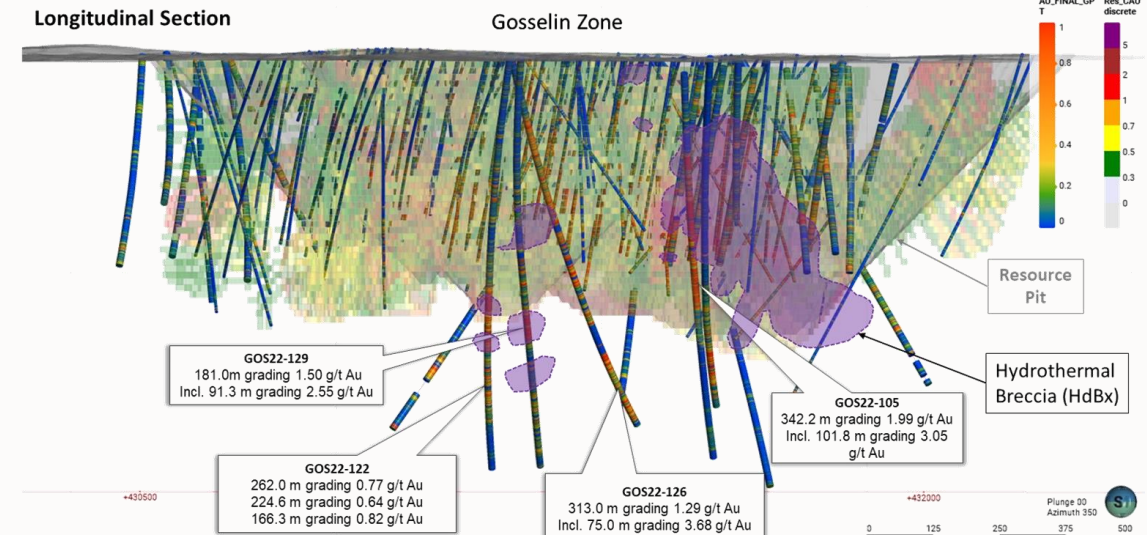 Longitudinal Section
Gosselin Zone
AU_FINAL_GP
T
1
0.8
0.6
0.4
0.2
0
Res_CAU
discrete
5
2
1
0.7
0.5
0.3
0
Resource
Pit
Hydrothermal
Breccia (HdBx)
GOS22-129
181.0m grading 1.50 g/t Au
Incl. 91.3 m grading 2.55 g/t Au
GOS22-105
342.2 m grading 1.99 g/t Au
Incl. 101.8 m grading 3.05
g/t Au
GOS22-122
262.0 m grading 0.77 g/t Au
224.6 m grading 0.64 g/t Au
166.3 m grading 0.82 g/t Au
GOS22-126
313.0 m grading 1.29 g/t Au
Incl. 75.0 m grading 3.68 g/t Au
+430500
+432000
Plunge 00
Azimuth 350
0 125 250 375 500